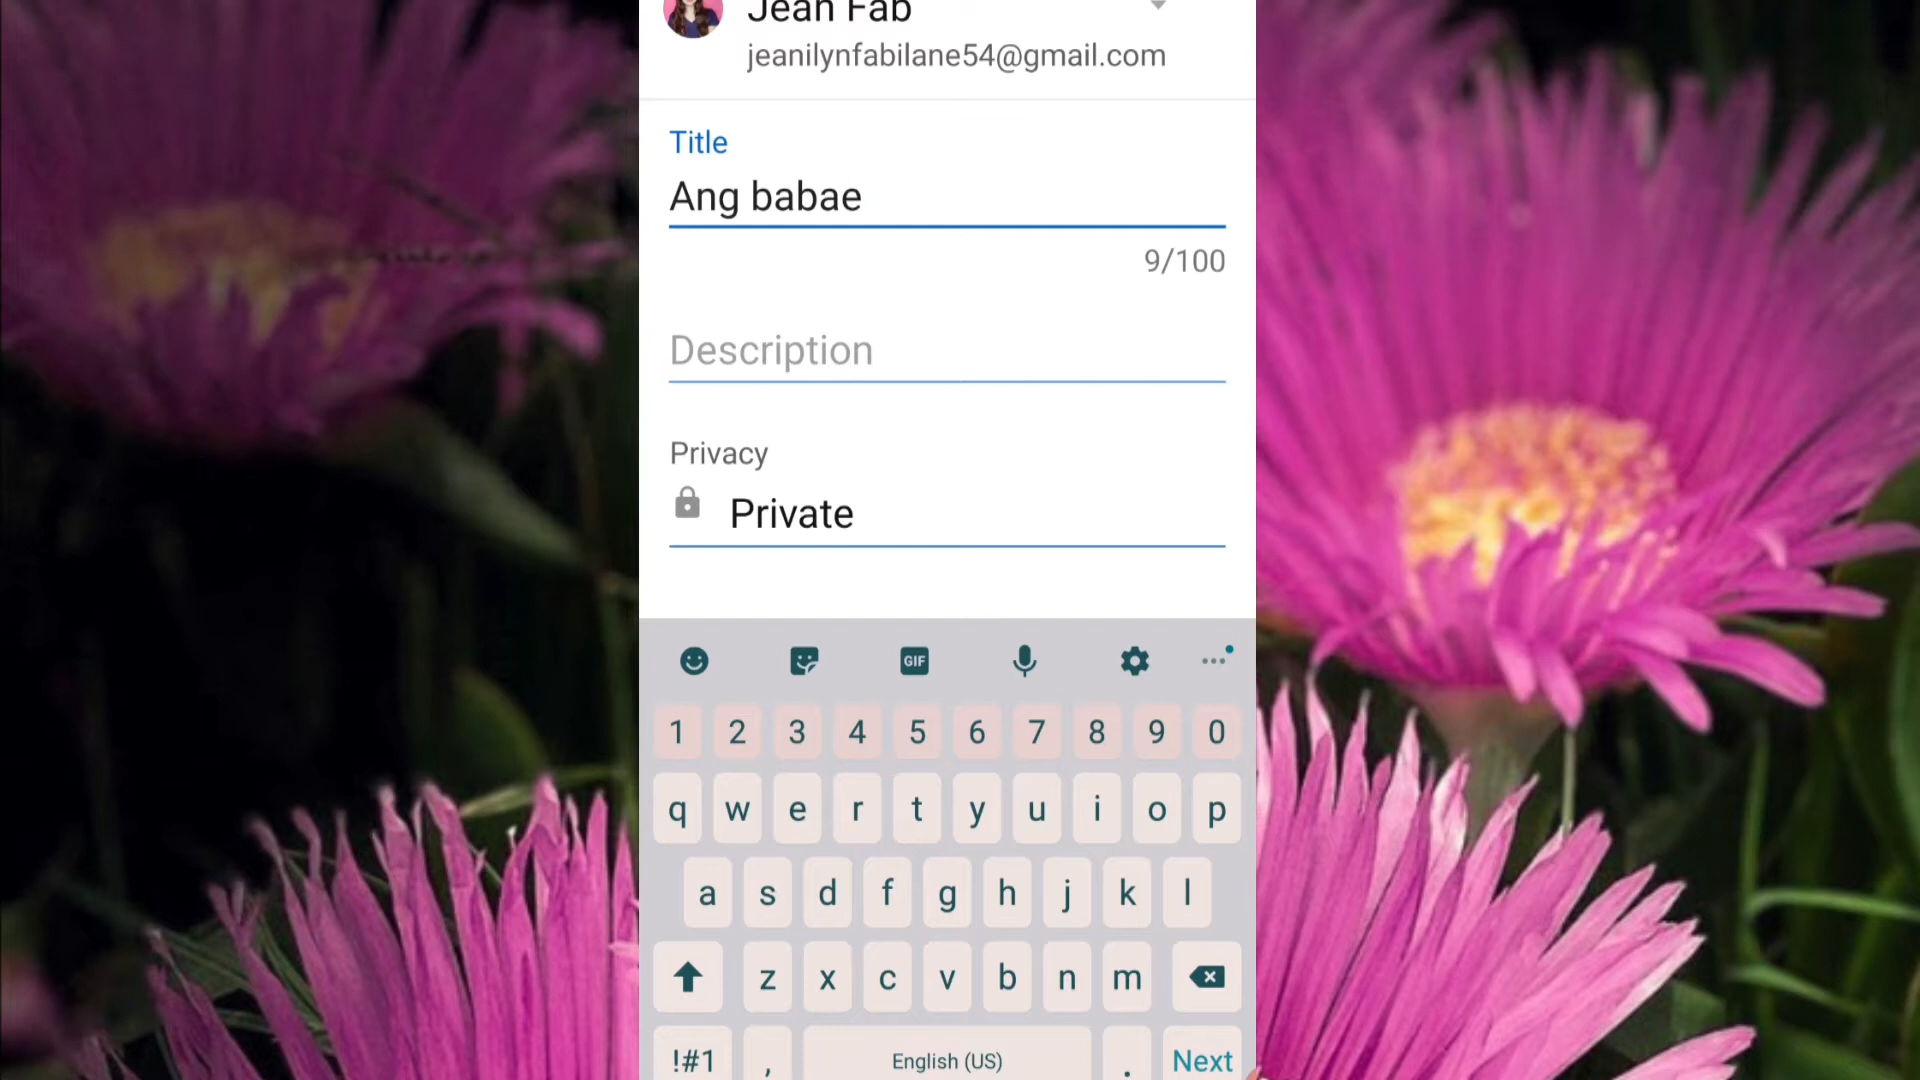 Jean Fab
jeanilynfabilane54@gmail.com
Title
Ang babae
9/100
Description
Privacy
Private
GIF
1 2 3 4 5 6 7 8 9 0
q w e r t y u i o p
a s d f g h j k l
z x c v b n m
!#1 , English (US) . Next